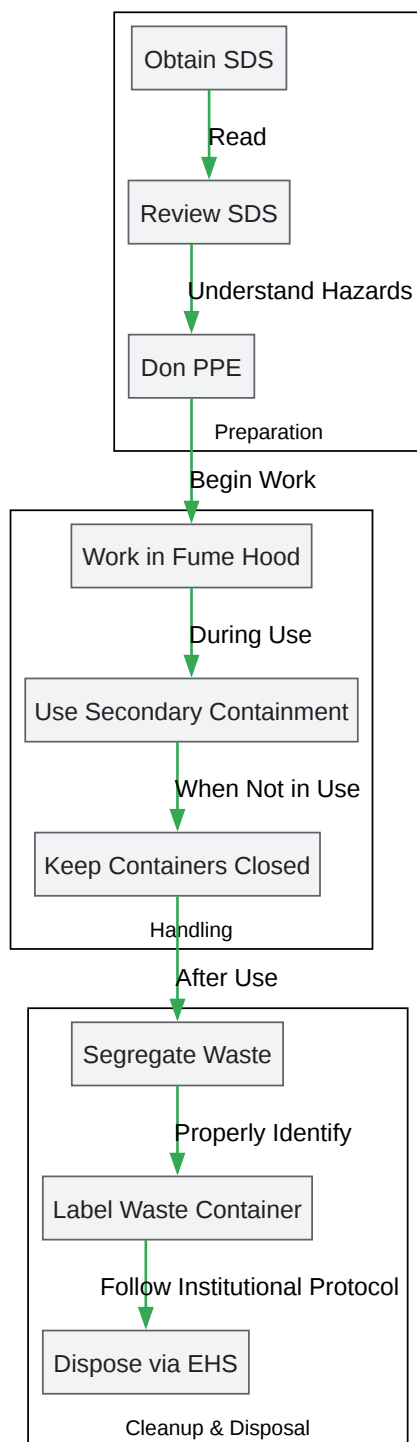 Obtain SDS
Read
Review SDS
Understand Hazards
Don PPE
Preparation
Begin Work
Work in Fume Hood
During Use
Use Secondary Containment
When Not in Use
Keep Containers Closed
Handling
After Use
Segregate Waste
Properly Identify
Label Waste Container
Follow Institutional Protocol
Dispose via EHS
Cleanup & Disposal